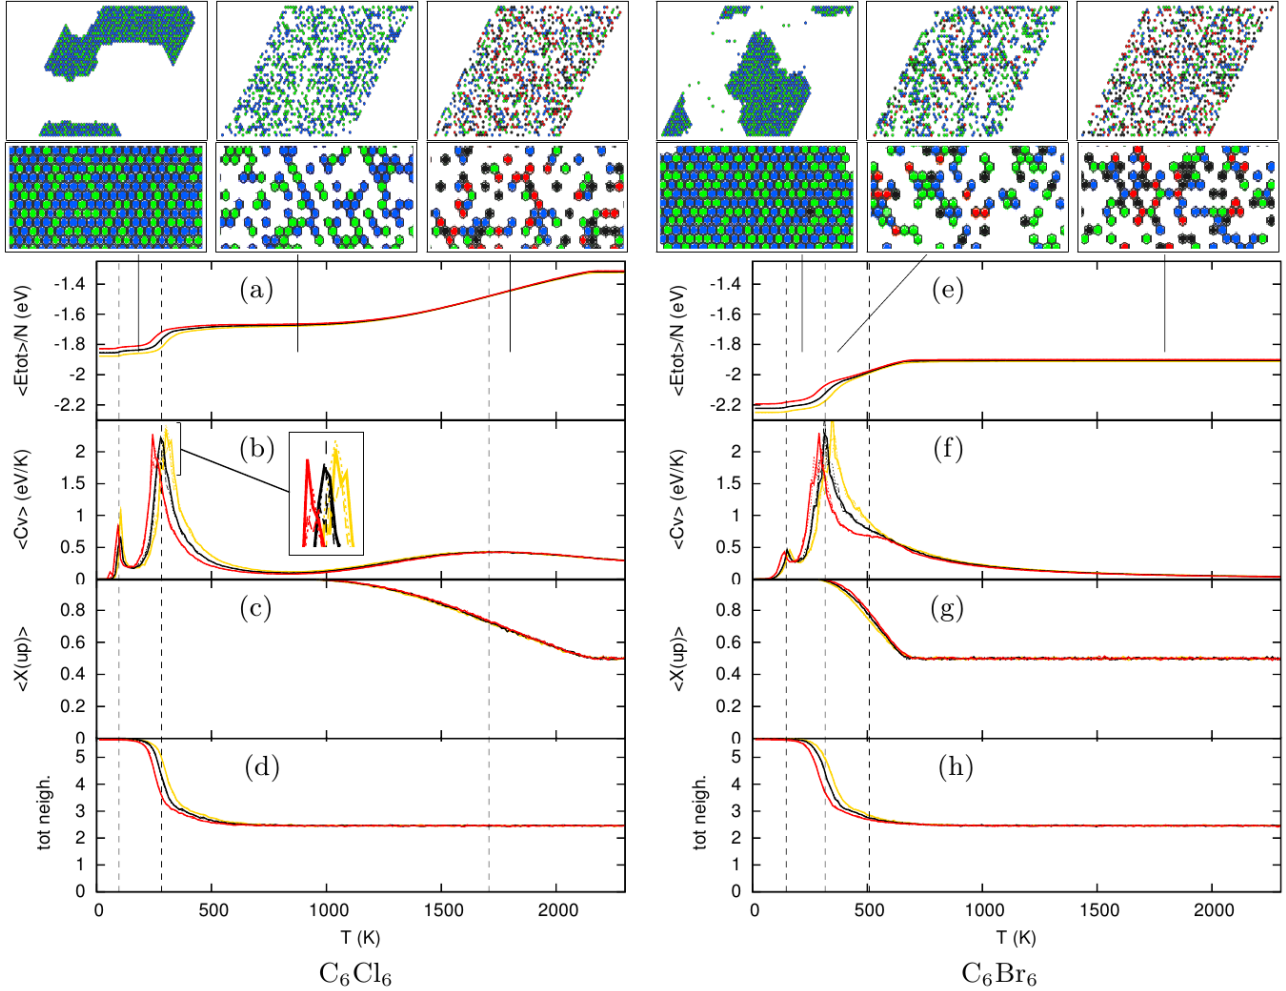 (a)
<Etot>/N (eV)
-1.4
-1.6
-1.8
-2
-2.2
(b)
<Cv> (eV/K)
2
1.5
1
0.5
0
(c)
<X(up)>
0.8
0.6
0.4
0.2
0
(d)
tot neigh.
5
4
3
2
1
0
0 500 1000 1500 2000
T (K)
C₆Cl₆
(e)
<Etot>/N (eV)
-1.4
-1.6
-1.8
-2
-2.2
(f)
<Cv> (eV/K)
2
1.5
1
0.5
0
(g)
<X(up)>
0.8
0.6
0.4
0.2
0
(h)
tot neigh.
5
4
3
2
1
0
0 500 1000 1500 2000
T (K)
C₆Br₆